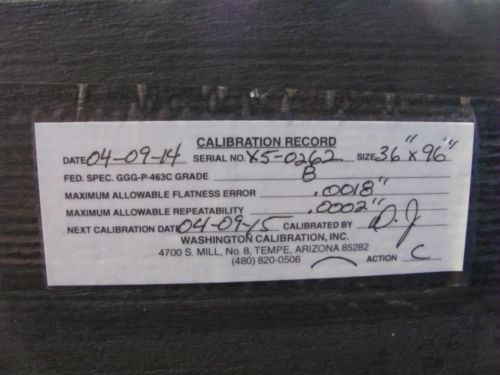 CALIBRATION RECORD
DATE 04-09-14 SERIAL NO. X5-0262 SIZE 36" x 96"
FED. SPEC. GGG-P-463C GRADE B
MAXIMUM ALLOWABLE FLATNESS ERROR .0018"
MAXIMUM ALLOWABLE REPEATABILITY .0002"
NEXT CALIBRATION DATE 04-09-15 CALIBRATED BY D.J
WASHINGTON CALIBRATION, INC.
4700 S. MILL, No. 8, TEMPE, ARIZONA 85282
(480) 820-0506 ACTION C